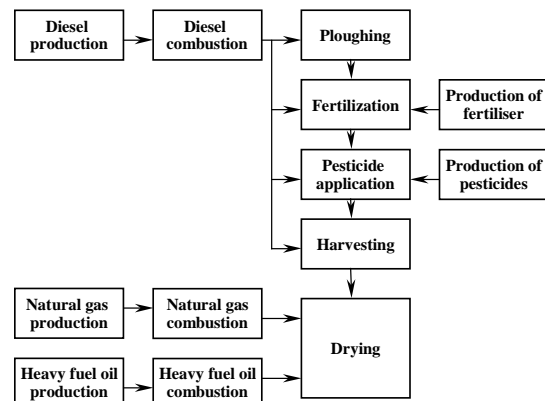 Diesel
production
Diesel
combustion
Ploughing
Fertilization
Production of
fertiliser
Pesticide
application
Production of
pesticides
Harvesting
Natural gas
production
Natural gas
combustion
Drying
Heavy fuel oil
production
Heavy fuel oil
combustion